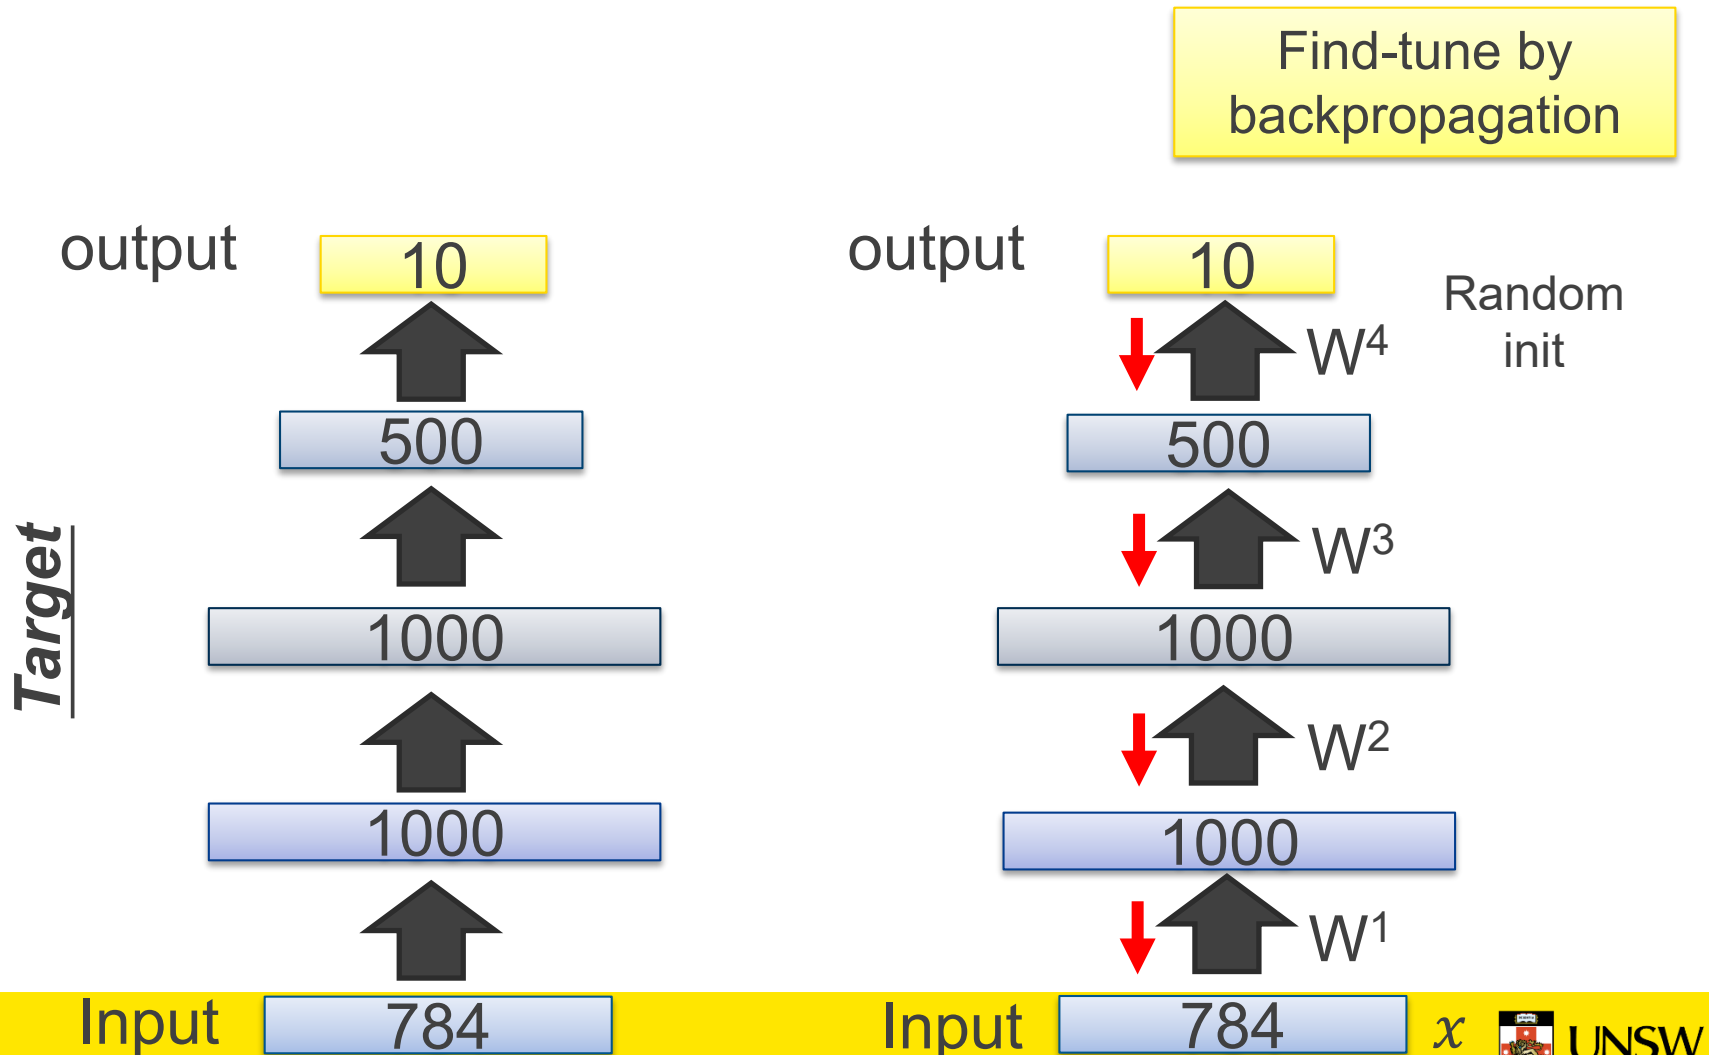 Find-tune by
backpropagation
output
10
500
Target
1000
1000
Input
784
output
10
Random
init
W⁴
500
W³
1000
W²
1000
W¹
Input
784
x
UNSW